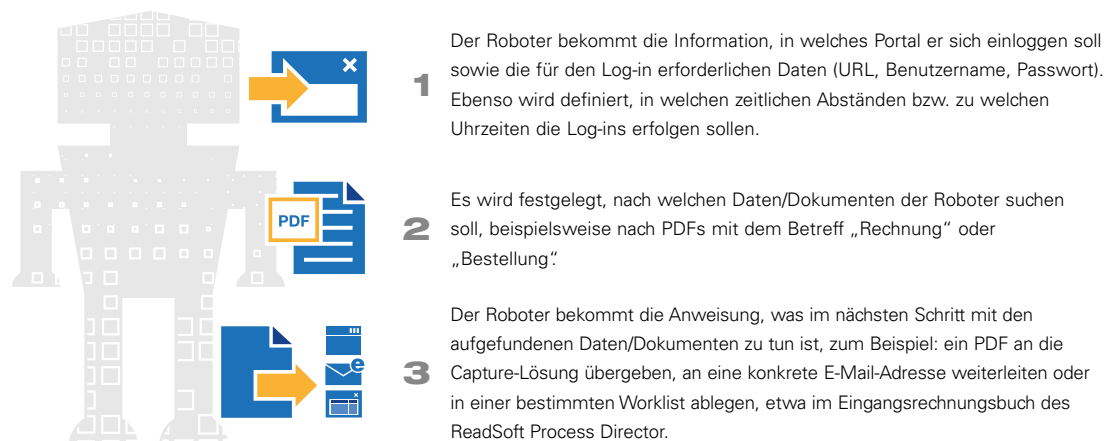 1
Der Roboter bekommt die Information, in welches Portal er sich einloggen soll
sowie die für den Log-in erforderlichen Daten (URL, Benutzername, Passwort).
Ebenso wird definiert, in welchen zeitlichen Abständen bzw. zu welchen
Uhrzeiten die Log-ins erfolgen sollen.
PDF
2
Es wird festgelegt, nach welchen Daten/Dokumenten der Roboter suchen
soll, beispielsweise nach PDFs mit dem Betreff „Rechnung“ oder
„Bestellung“.
e
3
Der Roboter bekommt die Anweisung, was im nächsten Schritt mit den
aufgefundenen Daten/Dokumenten zu tun ist, zum Beispiel: ein PDF an die
Capture-Lösung übergeben, an eine konkrete E-Mail-Adresse weiterleiten oder
in einer bestimmten Worklist ablegen, etwa im Eingangsrechnungsbuch des
ReadSoft Process Director.